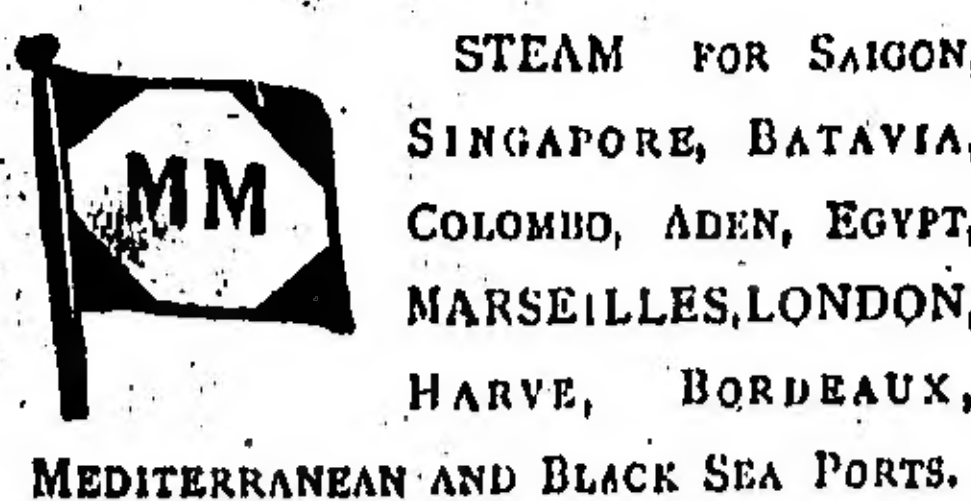 MM
STEAM FOR SAIGON,
SINGAPORE, BATAVIA,
COLOMBO, ADEN, EGYPT,
MARSEILLES, LONDON,
HARVE, BORDEAUX,
MEDITERRANEAN AND BLACK SEA PORTS.